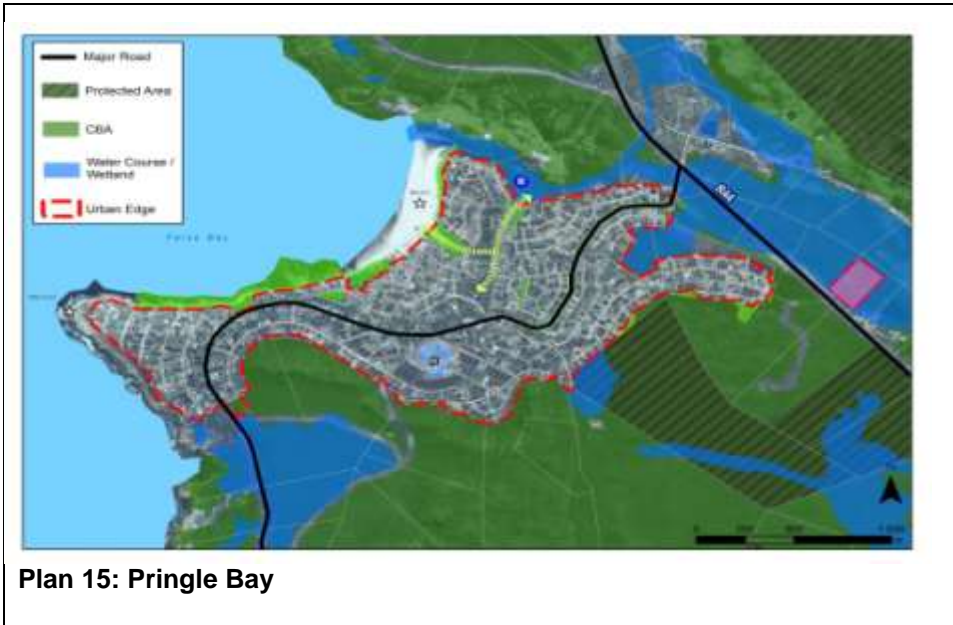 Major Road
Protected Area
CBA
Water Course /
Wetland
Urban Edge
False Bay
R44
Plan 15: Pringle Bay